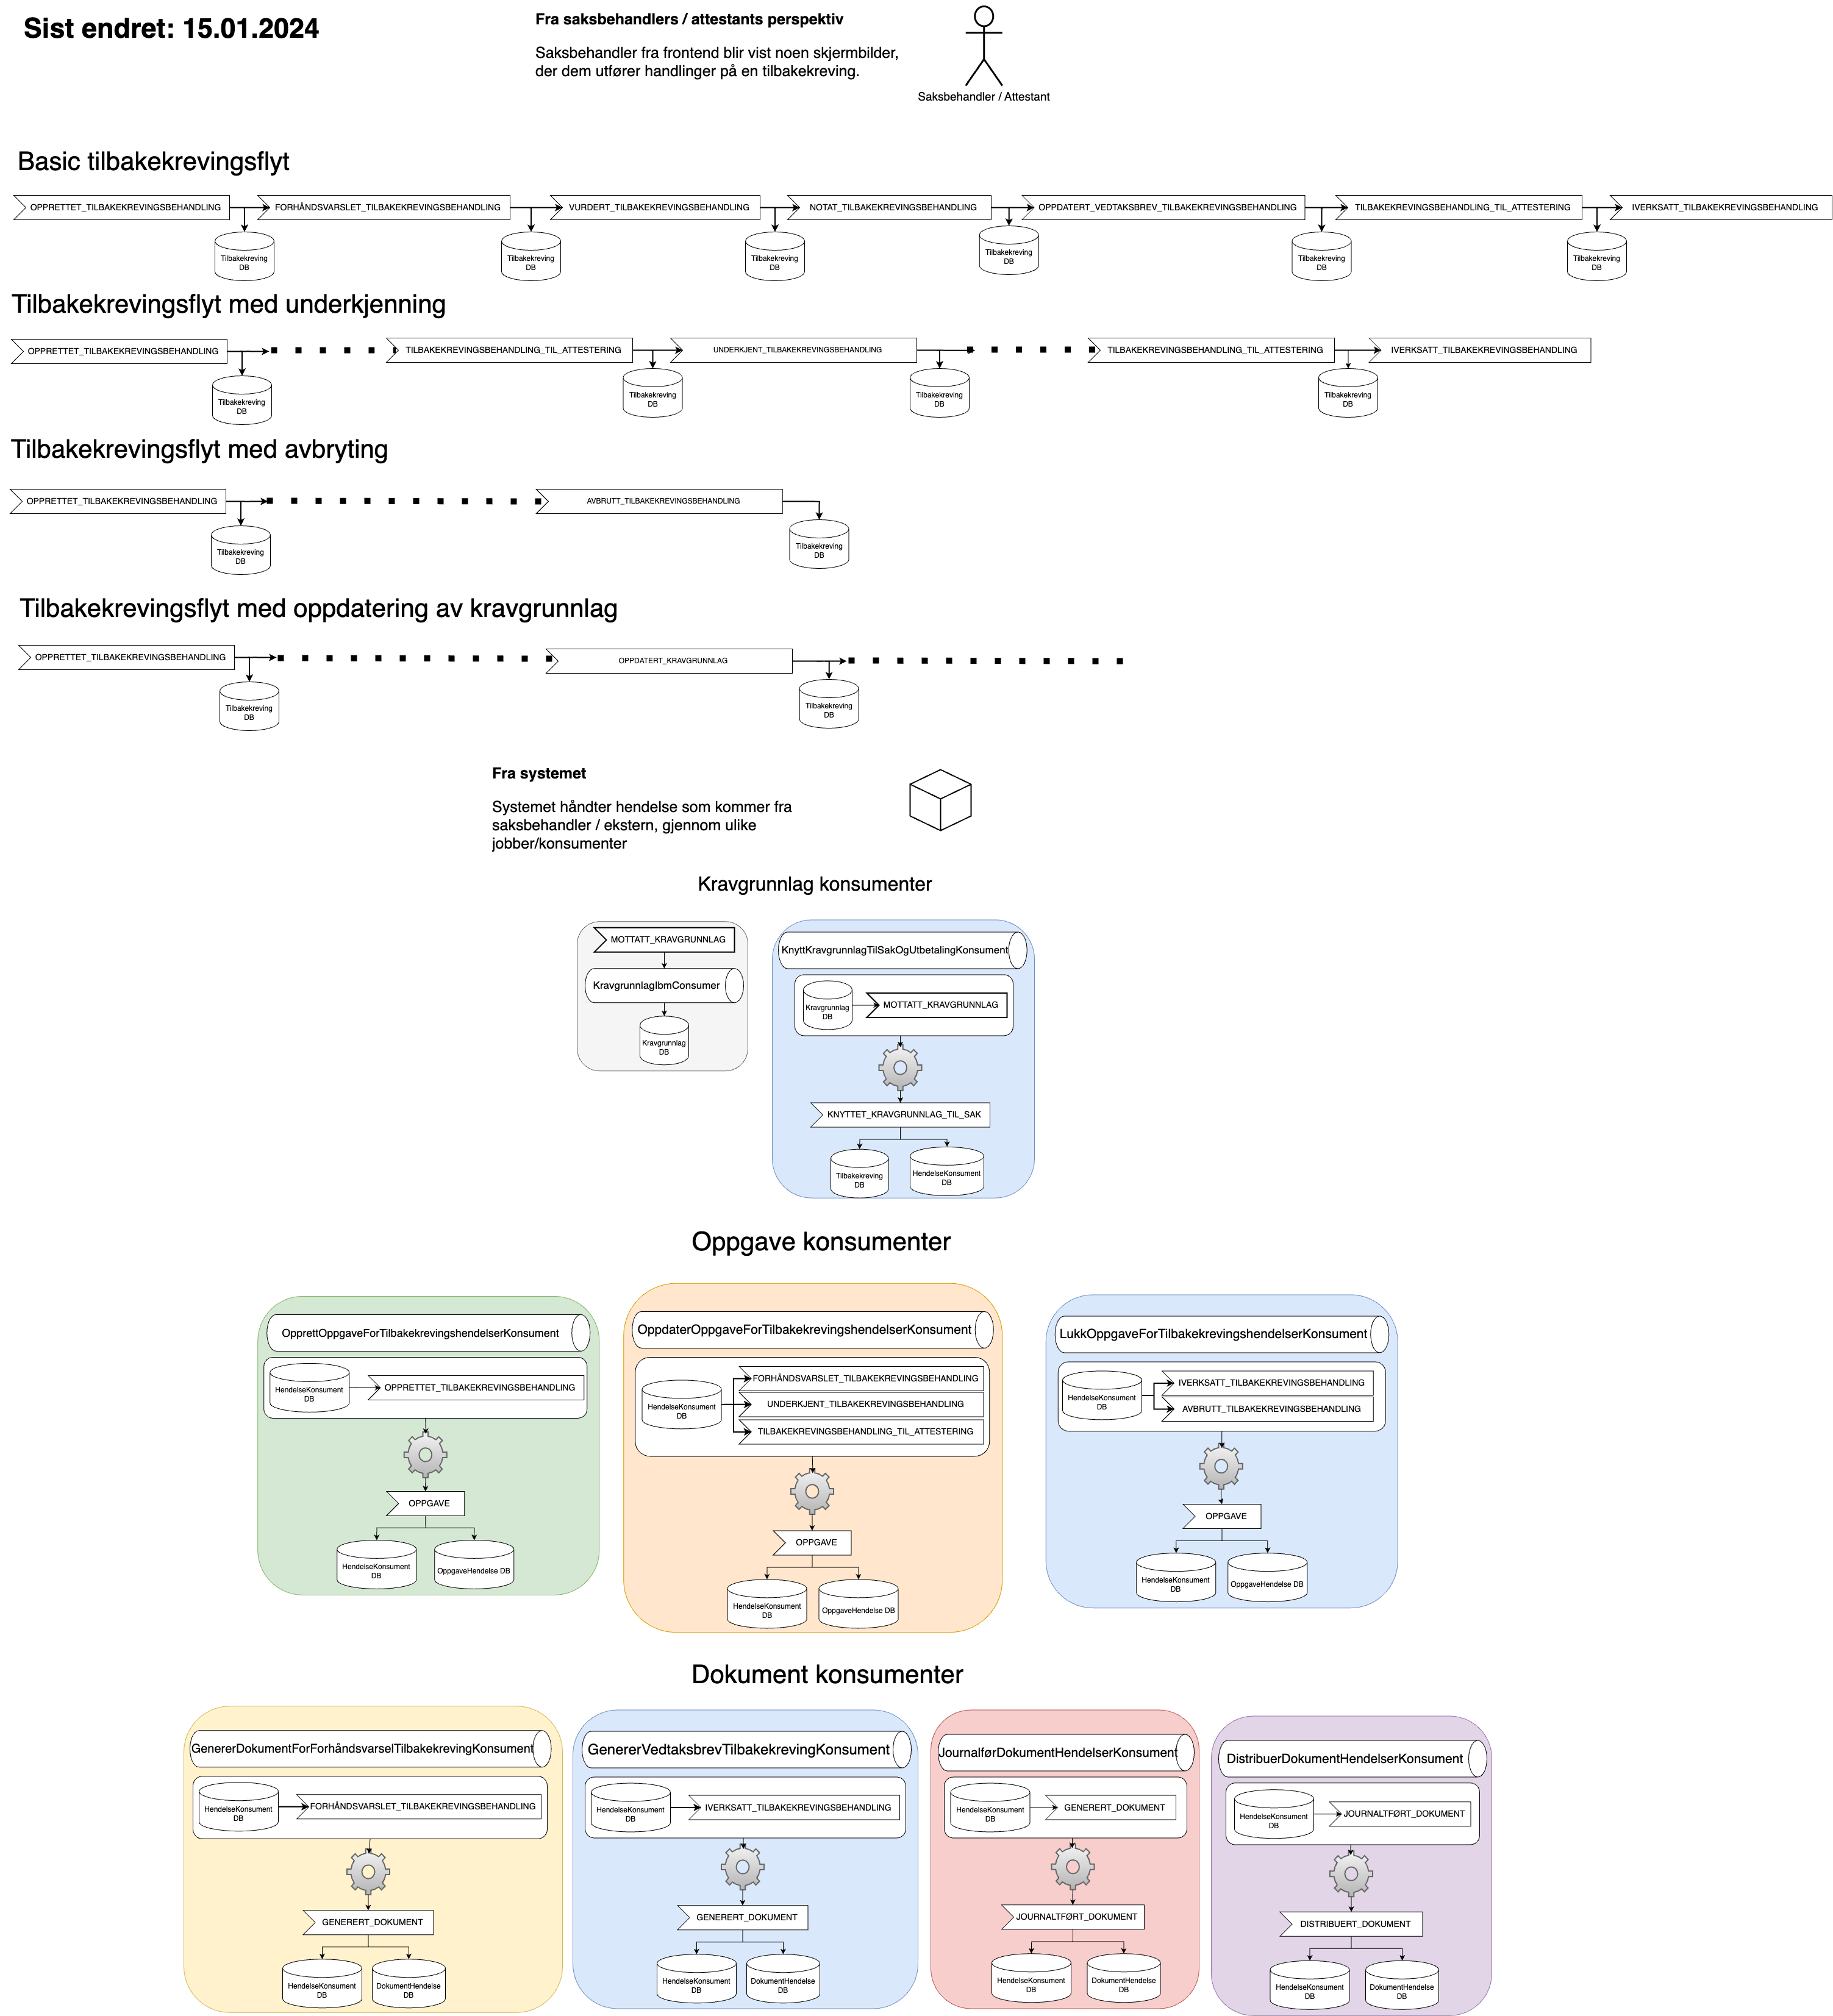 Sist endret: 15.01.2024
Fra saksbehandlers / attestants perspektiv
Saksbehandler fra frontend blir vist noen skjermbilder,
der dem utfører handlinger på en tilbakekreving.
Saksbehandler / Attestant
Basic tilbakekrevingsflyt
OPPRETTET_TILBAKEKREVINGSBEHANDLING
FORHÅNDSVARSLET_TILBAKEKREVINGSBEHANDLING
VURDERT_TILBAKEKREVINGSBEHANDLING
NOTAT_TILBAKEKREVINGSBEHANDLING
OPPDATERT_VEDTAKSBREV_TILBAKEKREVINGSBEHANDLING
TILBAKEKREVINGSBEHANDLING_TIL_ATTESTERING
IVERKSATT_TILBAKEKREVINGSBEHANDLING
Tilbakekreving
DB
Tilbakekreving
DB
Tilbakekreving
DB
Tilbakekreving
DB
Tilbakekreving
DB
Tilbakekreving
DB
Tilbakekrevingsflyt med underkjenning
OPPRETTET_TILBAKEKREVINGSBEHANDLING
TILBAKEKREVINGSBEHANDLING_TIL_ATTESTERING
UNDERKJENT_TILBAKEKREVINGSBEHANDLING
TILBAKEKREVINGSBEHANDLING_TIL_ATTESTERING
IVERKSATT_TILBAKEKREVINGSBEHANDLING
Tilbakekreving
DB
Tilbakekreving
DB
Tilbakekreving
DB
Tilbakekreving
DB
Tilbakekrevingsflyt med avbryting
OPPRETTET_TILBAKEKREVINGSBEHANDLING
AVBRUTT_TILBAKEKREVINGSBEHANDLING
Tilbakekreving
DB
Tilbakekreving
DB
Tilbakekrevingsflyt med oppdatering av kravgrunnlag
OPPRETTET_TILBAKEKREVINGSBEHANDLING
OPPDATERT_KRAVGRUNNLAG
Tilbakekreving
DB
Tilbakekreving
DB
Fra systemet
Systemet håndter hendelse som kommer fra
saksbehandler / ekstern, gjennom ulike
jobber/konsumenter
Kravgrunnlag konsumenter
MOTTATT_KRAVGRUNNLAG
KravgrunnlagIbmConsumer
Kravgrunnlag
DB
KnyttKravgrunnlagTilSakOgUtbetalingKonsument
Kravgrunnlag
DB
MOTTATT_KRAVGRUNNLAG
KNYTTET_KRAVGRUNNLAG_TIL_SAK
Tilbakekreving
DB
HendelseKonsument
DB
Oppgave konsumenter
OpprettOppgaveForTilbakekrevingshendelserKonsument
HendelseKonsument
DB
OPPRETTET_TILBAKEKREVINGSBEHANDLING
OPPGAVE
HendelseKonsument
DB
OppgaveHendelse DB
OppdaterOppgaveForTilbakekrevingshendelserKonsument
HendelseKonsument
DB
FORHÅNDSVARSLET_TILBAKEKREVINGSBEHANDLING
UNDERKJENT_TILBAKEKREVINGSBEHANDLING
TILBAKEKREVINGSBEHANDLING_TIL_ATTESTERING
OPPGAVE
HendelseKonsument
DB
OppgaveHendelse DB
LukkOppgaveForTilbakekrevingshendelserKonsument
HendelseKonsument
DB
IVERKSATT_TILBAKEKREVINGSBEHANDLING
AVBRUTT_TILBAKEKREVINGSBEHANDLING
OPPGAVE
HendelseKonsument
DB
OppgaveHendelse DB
Dokument konsumenter
GenererDokumentForForhåndsvarselTilbakekrevingKonsument
HendelseKonsument
DB
FORHÅNDSVARSLET_TILBAKEKREVINGSBEHANDLING
GENERERT_DOKUMENT
HendelseKonsument
DB
DokumentHendelse
DB
GenererVedtaksbrevTilbakekrevingKonsument
HendelseKonsument
DB
IVERKSATT_TILBAKEKREVINGSBEHANDLING
GENERERT_DOKUMENT
HendelseKonsument
DB
DokumentHendelse
DB
JournalførDokumentHendelserKonsument
HendelseKonsument
DB
GENERERT_DOKUMENT
JOURNALTFØRT_DOKUMENT
HendelseKonsument
DB
DokumentHendelse
DB
DistribuerDokumentHendelserKonsument
HendelseKonsument
DB
JOURNALTFØRT_DOKUMENT
DISTRIBUERT_DOKUMENT
HendelseKonsument
DB
DokumentHendelse
DB